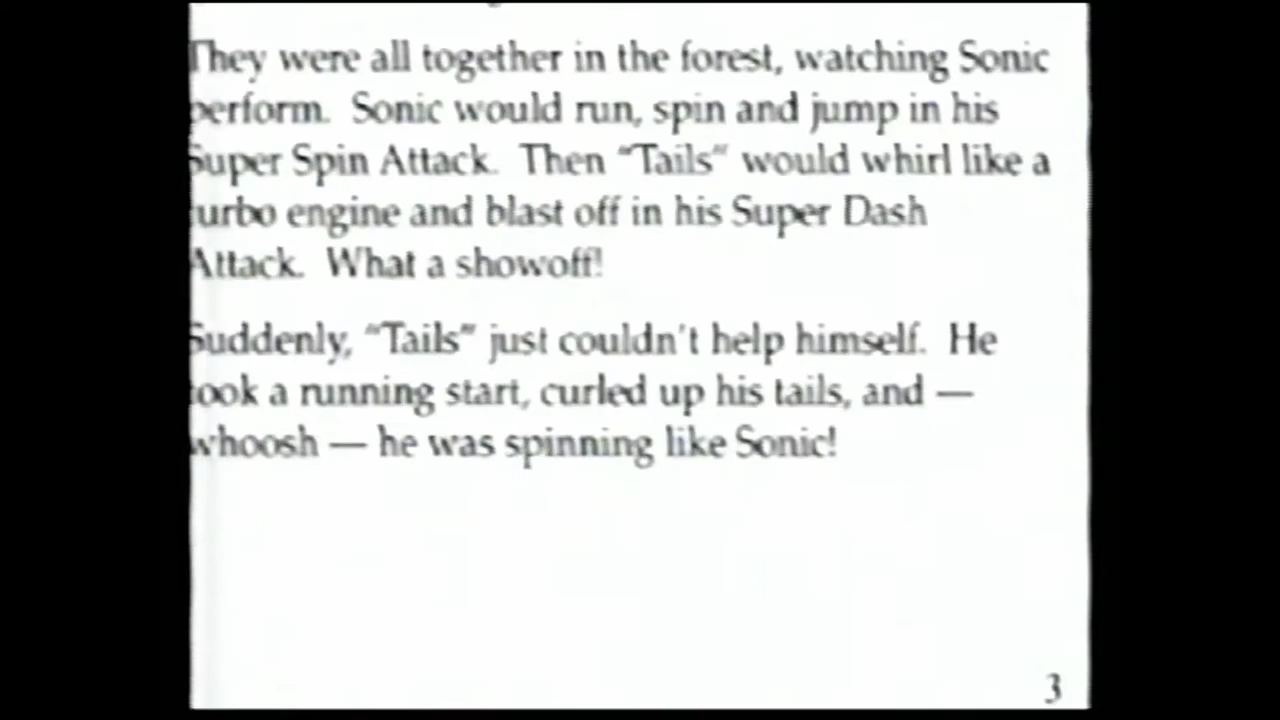 They were all together in the forest, watching Sonic
perform. Sonic would run, spin and jump in his
Super Spin Attack. Then "Tails" would whirl like a
turbo engine and blast off in his Super Dash
Attack. What a showoff!
Suddenly, "Tails" just couldn't help himself. He
took a running start, curled up his tails, and —
whoosh — he was spinning like Sonic!
3